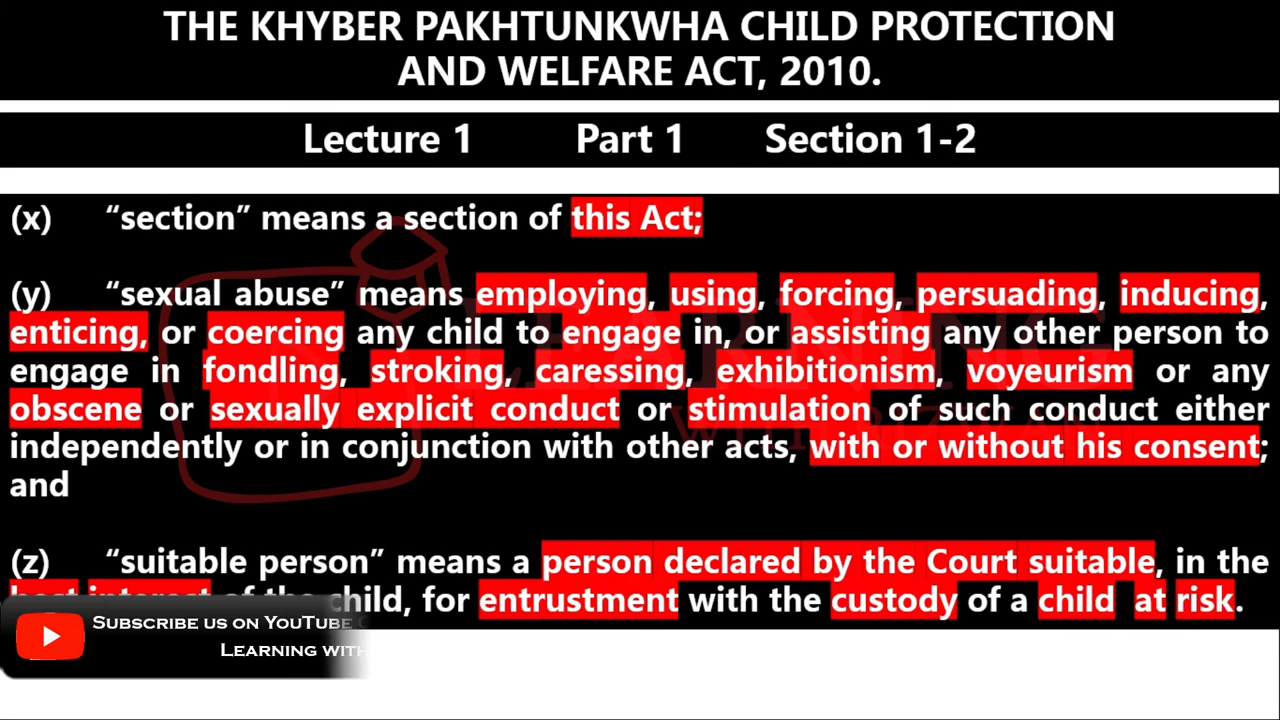 THE KHYBER PAKHTUNKWHA CHILD PROTECTION
AND WELFARE ACT, 2010.
Lecture 1 Part 1 Section 1-2
(x) “section” means a section of this Act;
(y) “sexual abuse” means employing, using, forcing, persuading, inducing,
enticing, or coercing any child to engage in, or assisting any other person to
engage in fondling, stroking, caressing, exhibitionism, voyeurism or any
obscene or sexually explicit conduct or stimulation of such conduct either
independently or in conjunction with other acts, with or without his consent;
and
(z) “suitable person” means a person declared by the Court suitable, in the
best interest of the child, for entrustment with the custody of a child at risk.
SUBSCRIBE US ON YOUTUBE
LEARNING WITH
LEARNING